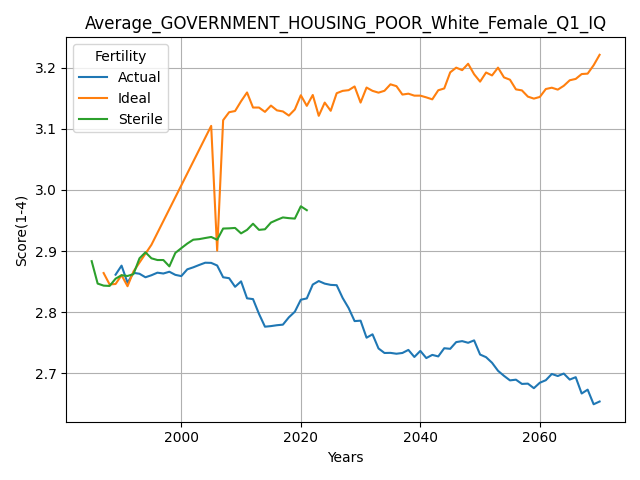 Average_GOVERNMENT_HOUSING_POOR_White_Female_Q1_IQ
Fertility
Actual
Ideal
Sterile
Score(1-4)
3.2
3.1
3.0
2.9
2.8
2.7
2000
2020
2040
2060
Years